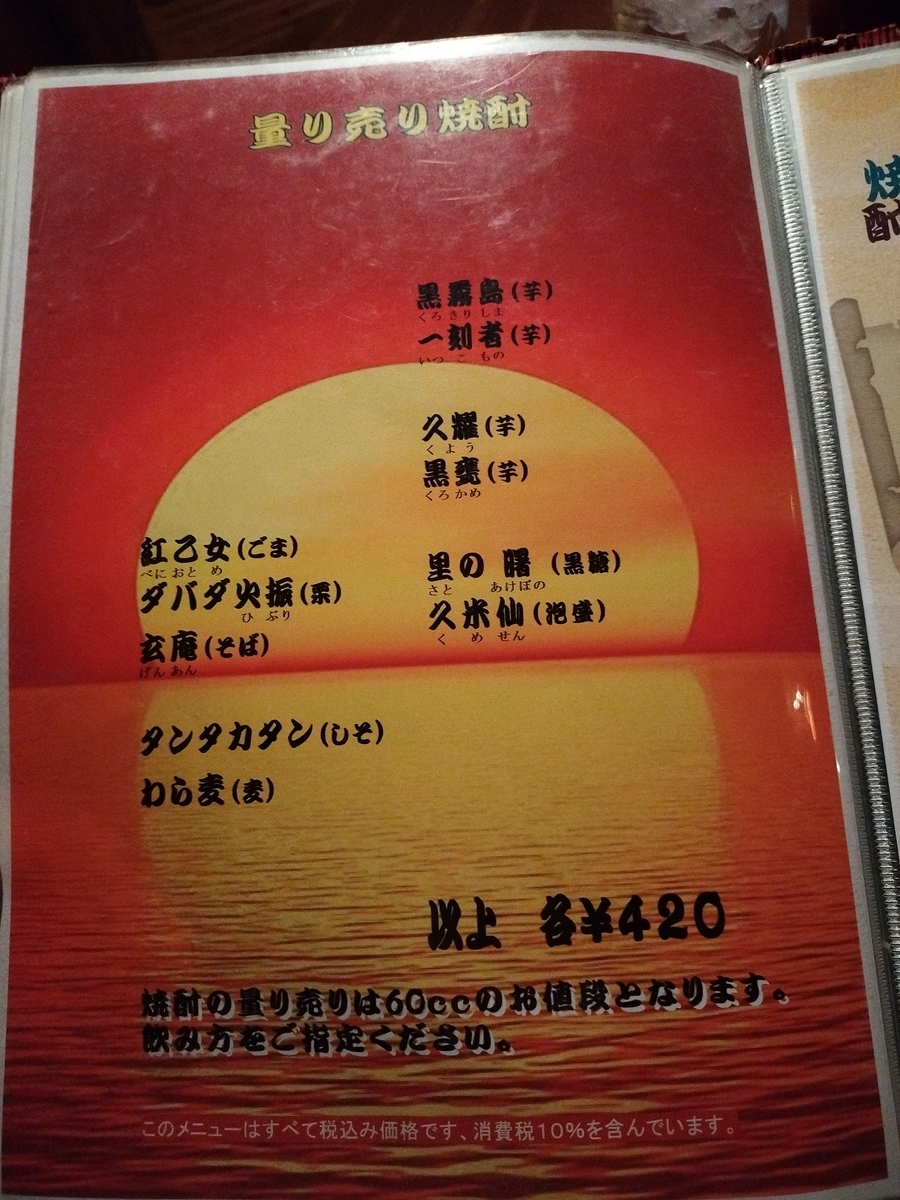 量り売り焼酎
黒霧島(芋)
くろ きり しま
一刻者(芋)
いっ こ もの
久耀(芋)
く よう
黒甕(芋)
くろ かめ
紅乙女(ごま)
べに おと め
ダバダ火振(栗)
ひ ぶり
玄庵(そば)
げん あん
タンタカタン(しそ)
わら麦(麦)
里の 曙 (黒糖)
さと あけぼの
久米仙(泡盛)
く め せん
以上 各¥420
焼酎の量り売りは60ccのお値段となります。
飲み方をご指定ください。
このメニューはすべて税込み価格です、消費税10%を含んでいます。
焼
酎